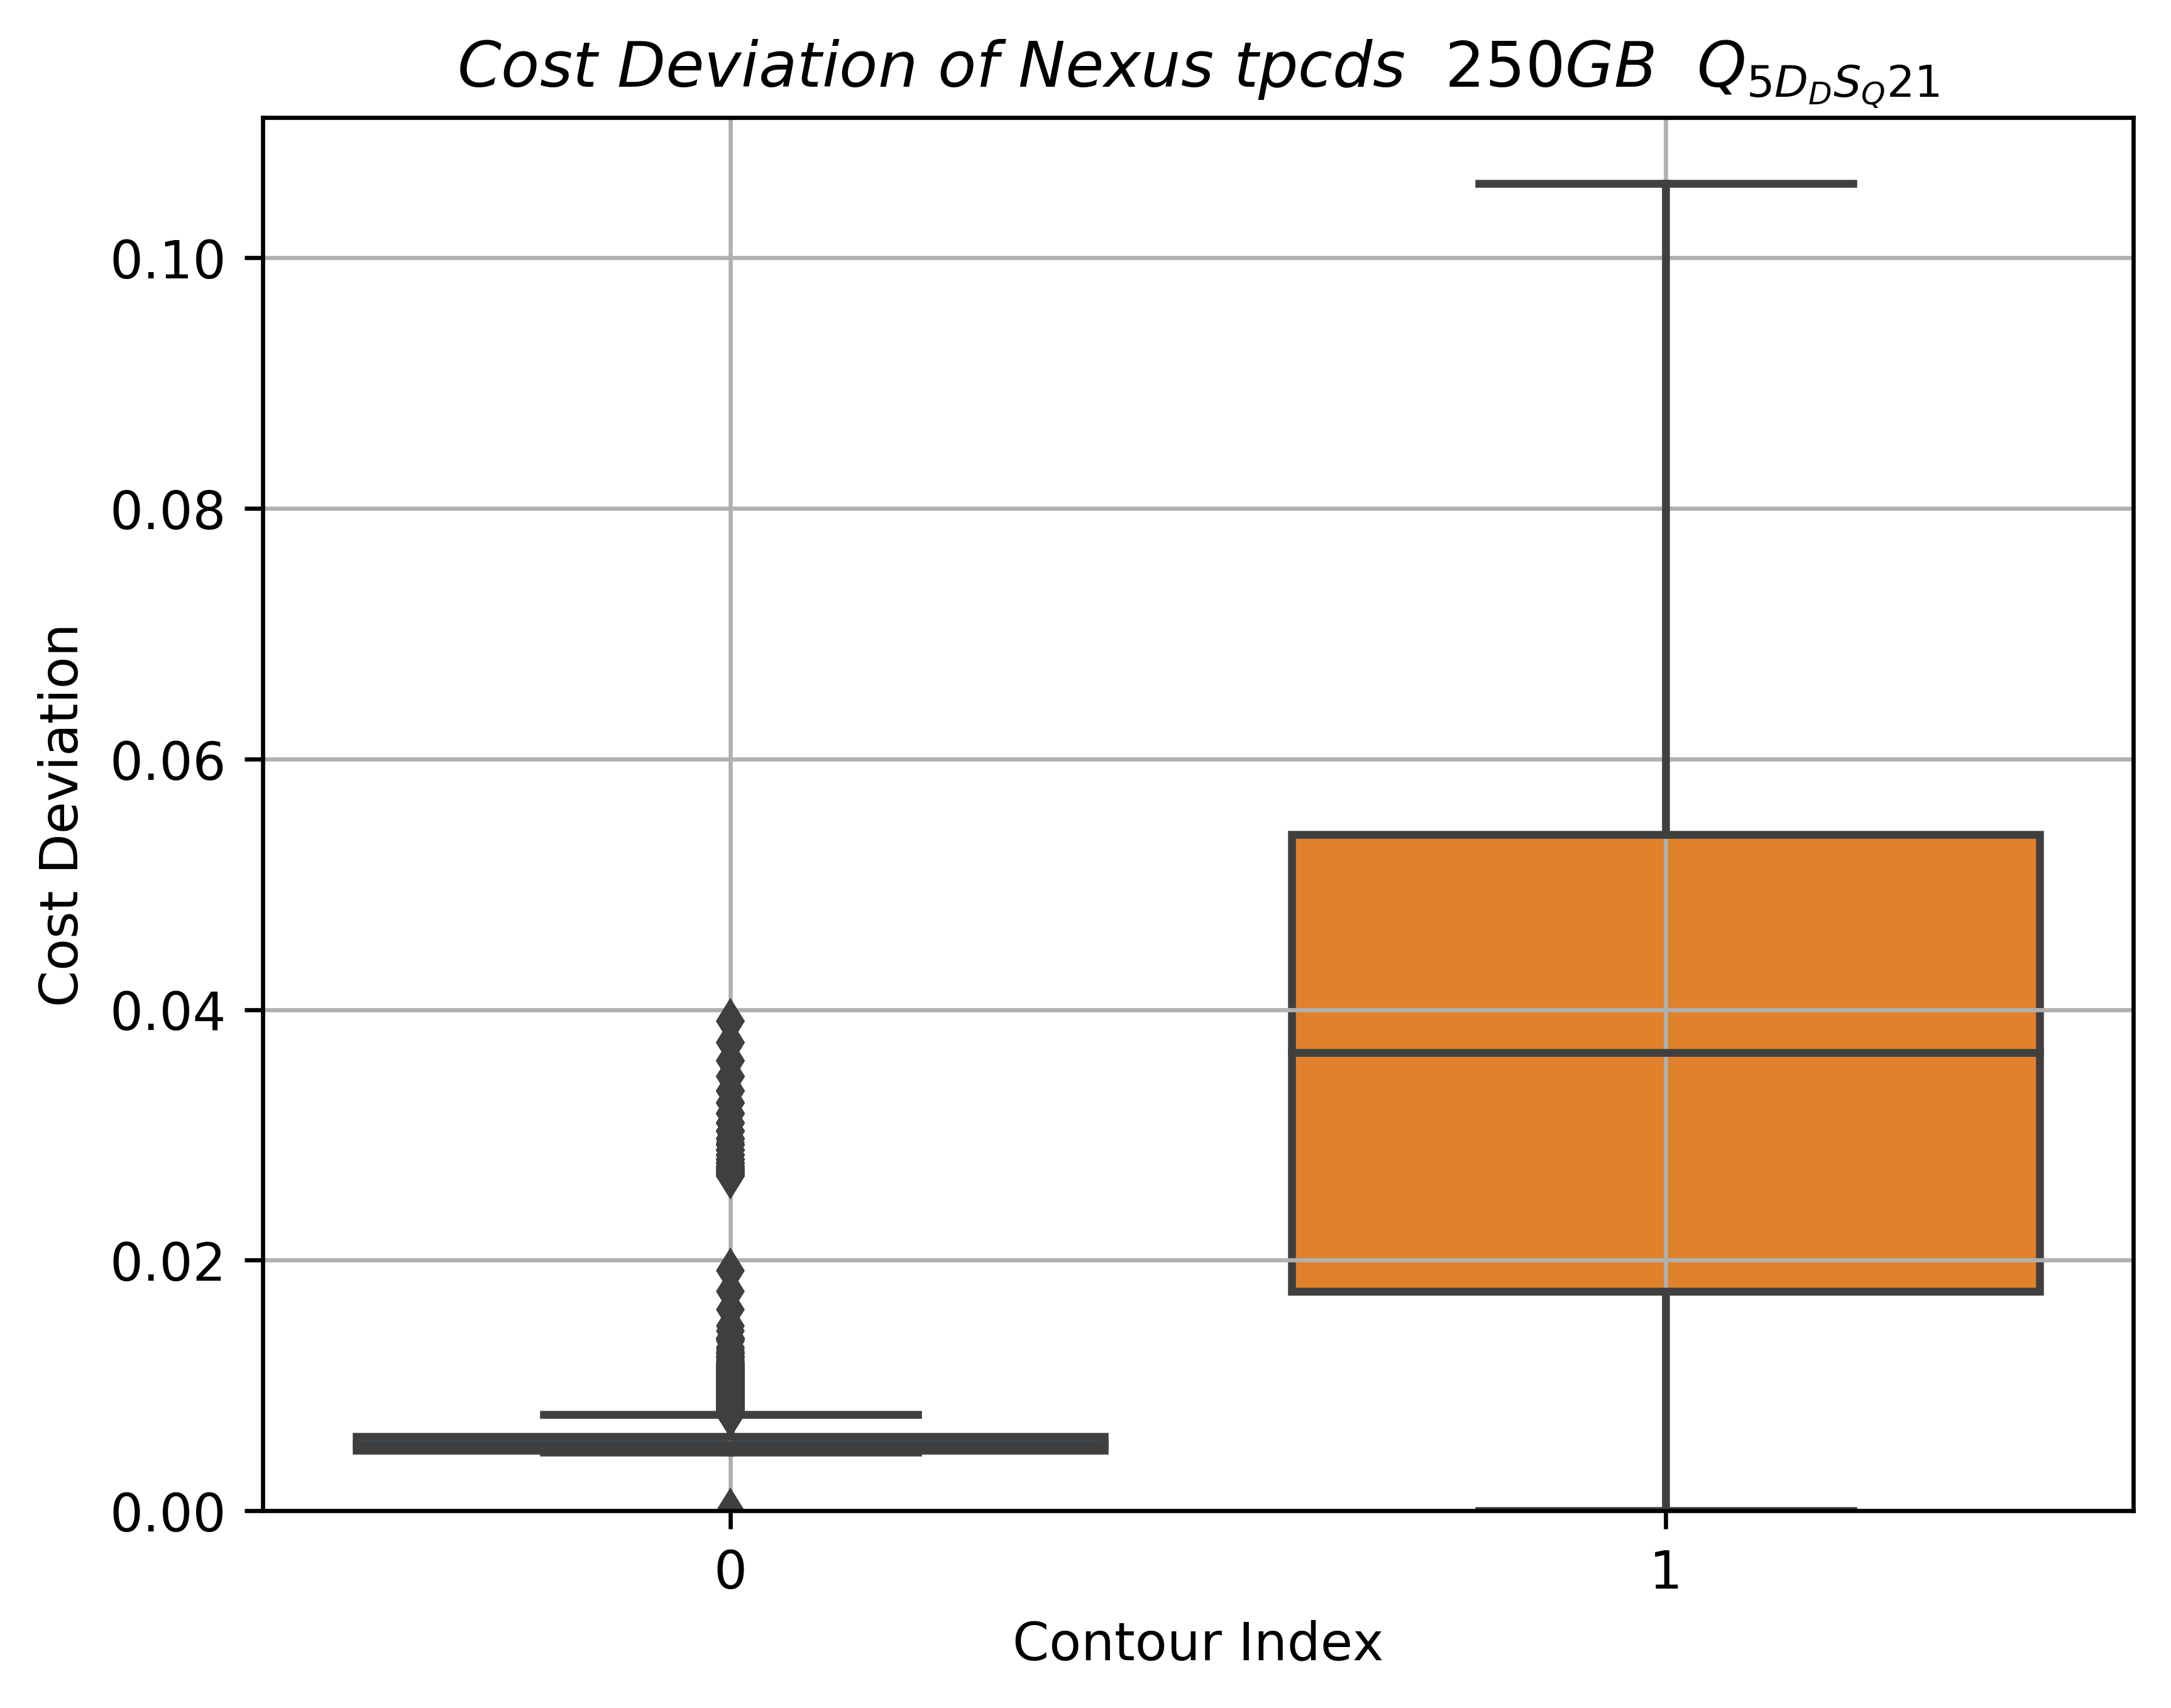 Cost Deviation of Nexus tpcds 250GB Q5DDSQ21
0.10
0.08
0.06
0.04
0.02
0.00
Cost Deviation
0 1
Contour Index